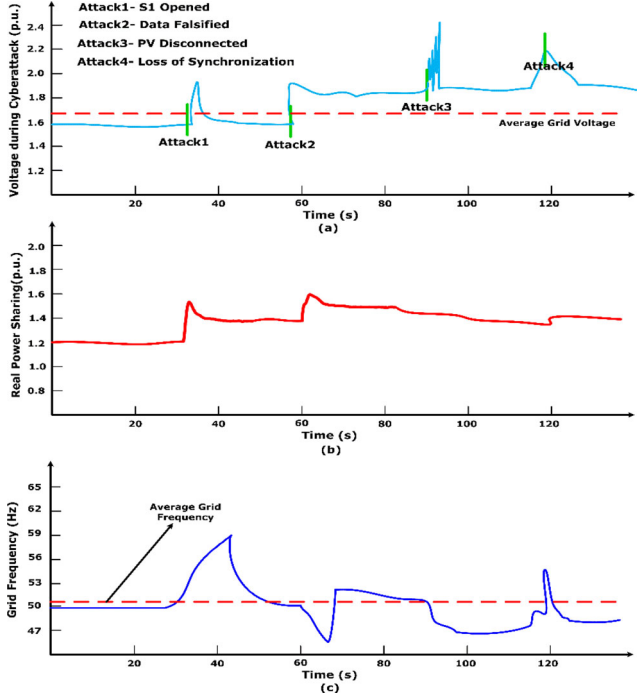 Attack1- S1 Opened
Attack2- Data Falsified
Attack3- PV Disconnected
Attack4- Loss of Synchronization
Voltage during Cyberattack (p.u.)
2.4
2.2
2.0
1.8
1.6
1.4
1.2
Attack1
Attack2
Attack3
Attack4
Average Grid Voltage
20 40 60 80 100 120
Time (s)
(a)
Real Power Sharing(p.u.)
2.0
1.8
1.6
1.4
1.2
1.0
0.8
20 40 60 80 100 120
Time (s)
(b)
Grid Frequency (Hz)
65
62
59
56
53
50
47
Average Grid
Frequency
20 40 60 80 100 120
Time (s)
(c)